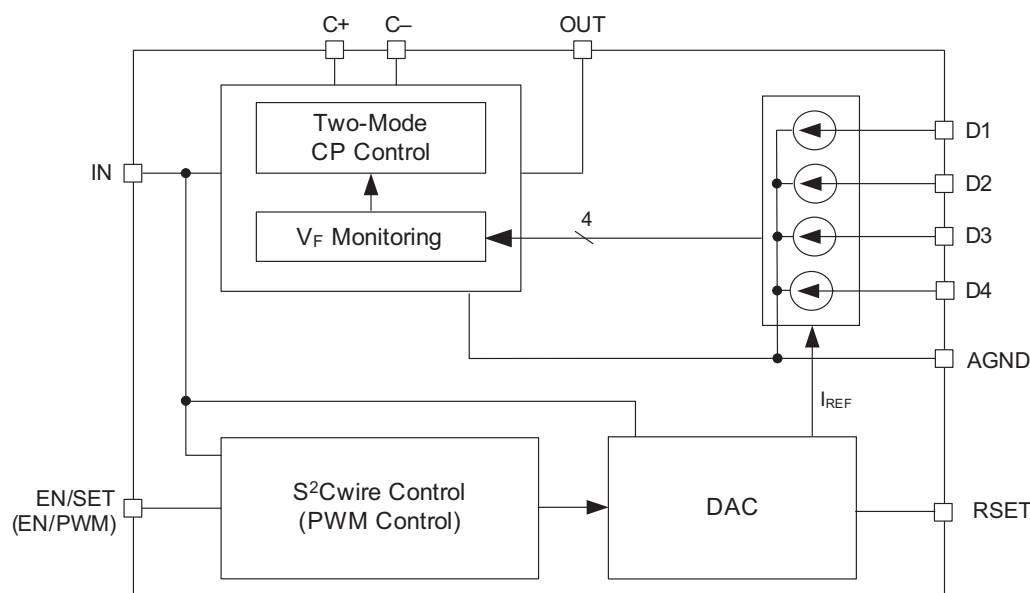 C+
C–
OUT
Two-Mode
CP Control
D1
IN
D2
4
VF Monitoring
D3
D4
AGND
IREF
EN/SET
(EN/PWM)
S²Cwire Control
(PWM Control)
DAC
RSET